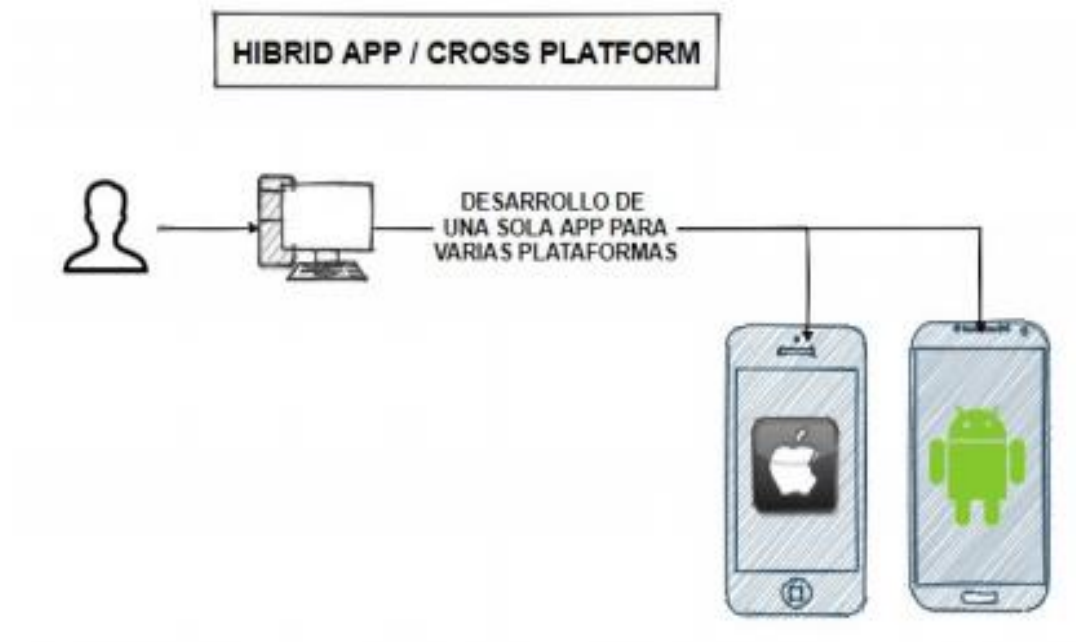 HIBRID APP / CROSS PLATFORM
DESARROLLO DE
UNA SOLA APP PARA
VARIAS PLATAFORMAS